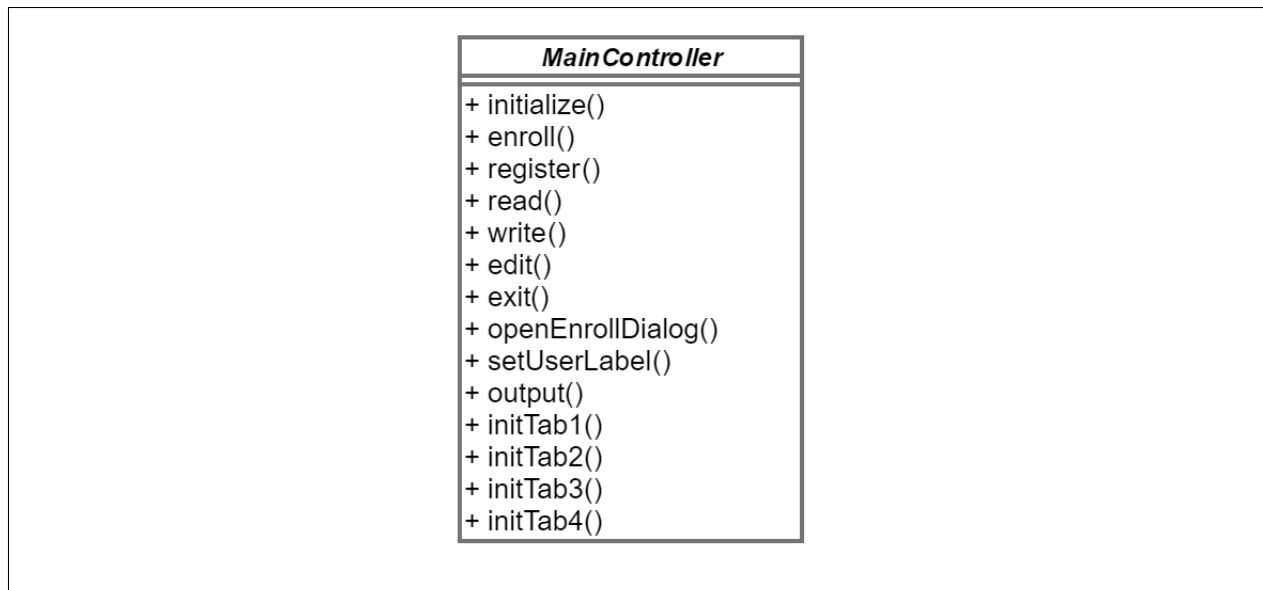 MainController
+ initialize()
+ enroll()
+ register()
+ read()
+ write()
+ edit()
+ exit()
+ openEnrollDialog()
+ setUserLabel()
+ output()
+ initTab1()
+ initTab2()
+ initTab3()
+ initTab4()